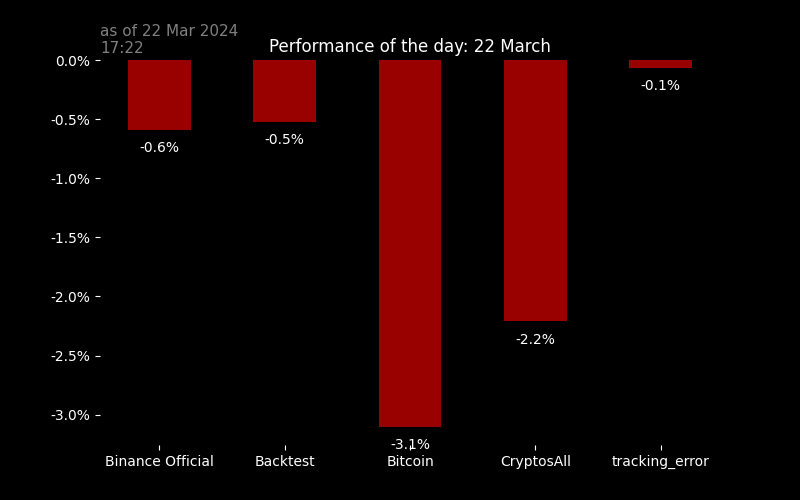 as of 22 Mar 2024
17:22
Performance of the day: 22 March
0.0%
-0.5%
-1.0%
-1.5%
-2.0%
-2.5%
-3.0%
-0.6%
-0.5%
-3.1%
-2.2%
-0.1%
Binance Official
Backtest
Bitcoin
CryptosAll
tracking_error